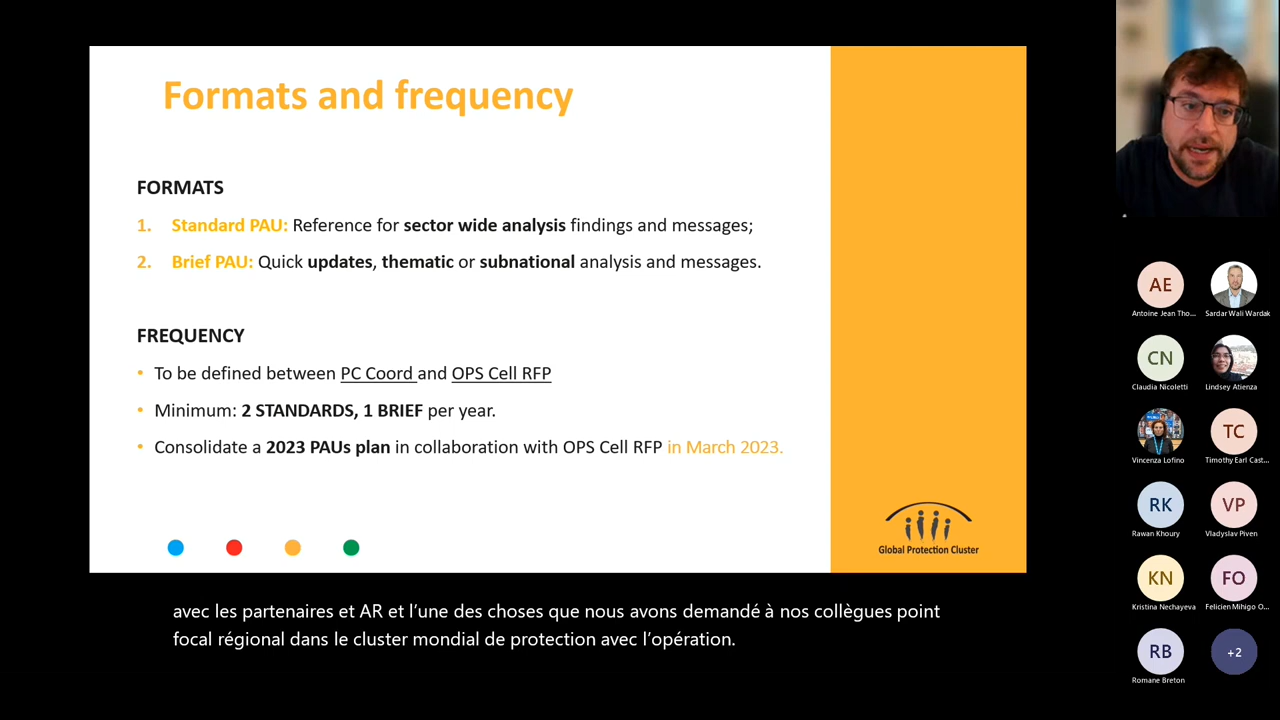 Formats and frequency
FORMATS
1. Standard PAU: Reference for sector wide analysis findings and messages;
2. Brief PAU: Quick updates, thematic or subnational analysis and messages.
FREQUENCY
• To be defined between PC Coord and OPS Cell RFP
• Minimum: 2 STANDARDS, 1 BRIEF per year.
• Consolidate a 2023 PAUs plan in collaboration with OPS Cell RFP in March 2023.
Global Protection Cluster
avec les partenaires et AR et l’une des choses que nous avons demandé à nos collègues point
focal régional dans le cluster mondial de protection avec l’opération.
AE
Antoine Jean Tho...
Sardar Wali Wardak
CN
Claudia Nicoletti
Lindsey Atienza
Vincenza Lofino
TC
Timothy Earl Cast...
RK
Rawan Khoury
VP
Vladyslav Piven
KN
Kristina Nechayeva
FO
Felicien Mihigo O...
RB
Romane Breton
+2